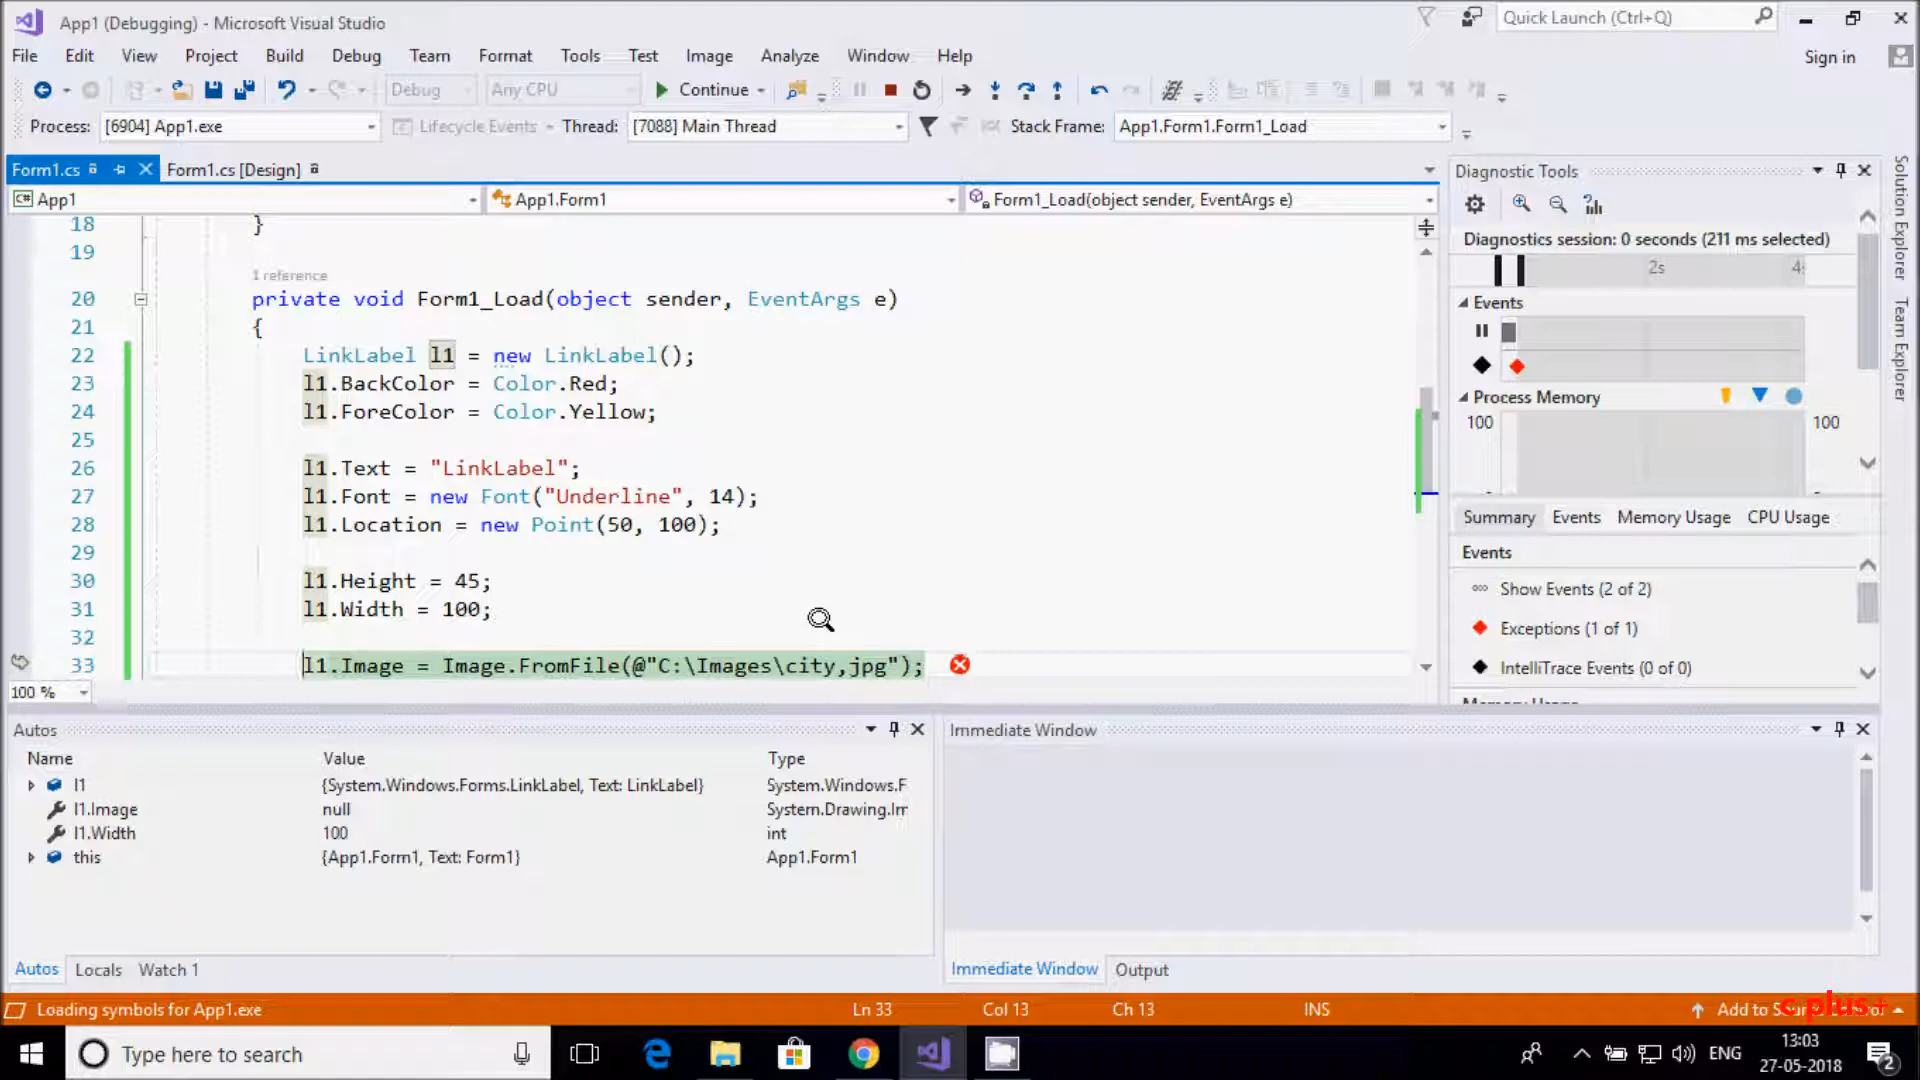 App1 (Debugging) - Microsoft Visual Studio
Quick Launch (Ctrl+Q)
File Edit View Project Build Debug Team Format Tools Test Image Analyze Window Help
Sign in
Debug Any CPU Continue
Process: [6904] App1.exe Lifecycle Events Thread: [7088] Main Thread Stack Frame: App1.Form1.Form1_Load
Form1.cs Form1.cs [Design]
App1 App1.Form1 Form1_Load(object sender, EventArgs e)
18 }
19
1 reference
20 private void Form1_Load(object sender, EventArgs e)
21 {
22 LinkLabel l1 = new LinkLabel();
23 l1.BackColor = Color.Red;
24 l1.ForeColor = Color.Yellow;
25
26 l1.Text = "LinkLabel";
27 l1.Font = new Font("Underline", 14);
28 l1.Location = new Point(50, 100);
29
30 l1.Height = 45;
31 l1.Width = 100;
32
33 l1.Image = Image.FromFile(@"C:\Images\city,jpg");
100 %
Diagnostic Tools
Diagnostics session: 0 seconds (211 ms selected)
2s 4
Events
Process Memory
100 100
Summary Events Memory Usage CPU Usage
Events
Show Events (2 of 2)
Exceptions (1 of 1)
IntelliTrace Events (0 of 0)
Solution Explorer
Team Explorer
Autos
Name Value Type
l1 {System.Windows.Forms.LinkLabel, Text: LinkLabel} System.Windows.F
l1.Image null System.Drawing.Im
l1.Width 100 int
this {App1.Form1, Text: Form1} App1.Form1
Autos Locals Watch 1
Immediate Window
Immediate Window Output
Loading symbols for App1.exe Ln 33 Col 13 Ch 13 INS Add to
c plus+
Type here to search
ENG
13:03
27-05-2018
2